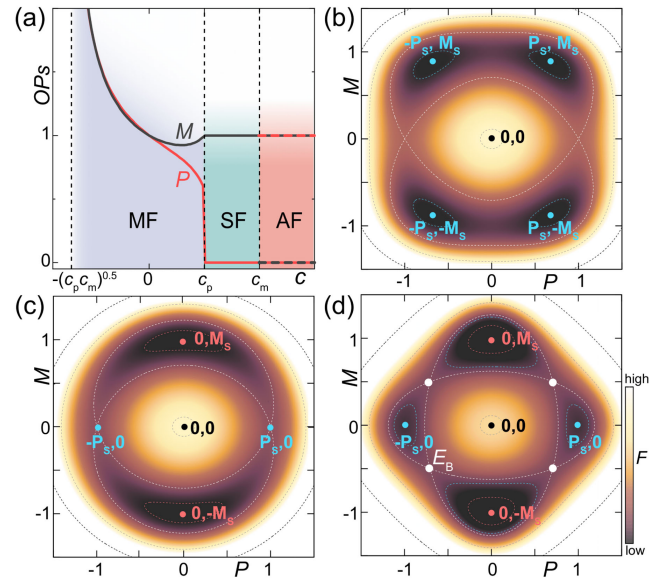 (a)
OPs
1
0
M
P
MF
SF
AF
-(cₚcₘ)⁰·⁵
0
cₚ
cₘ
c
(b)
M
1
0
-1
-Pₛ, Mₛ
Pₛ, Mₛ
0,0
-Pₛ,-Mₛ
Pₛ,-Mₛ
-1
0
P
1
(c)
M
1
0
-1
0,Mₛ
-Pₛ,0
0,0
Pₛ,0
0,-Mₛ
-1
0
P
1
(d)
M
1
0
-1
0,Mₛ
-Pₛ,0
0,0
Pₛ,0
E_B
0,-Mₛ
-1
0
P
1
high
F
low